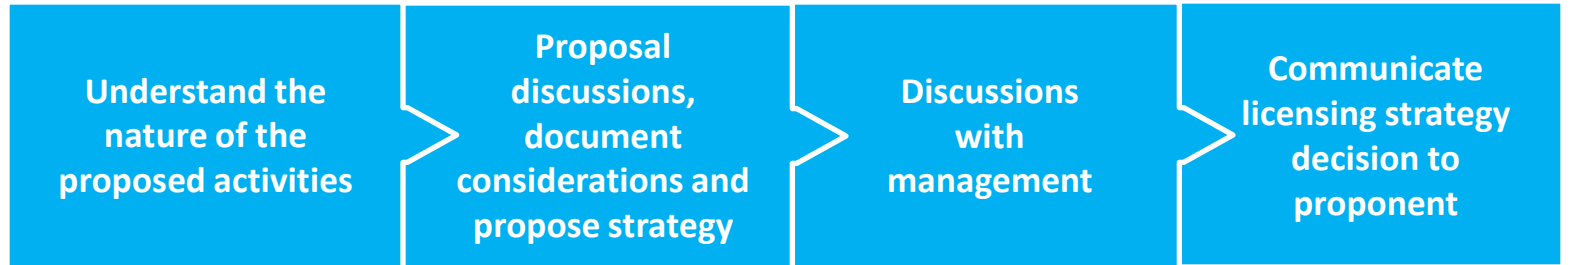 Understand the
nature of the
proposed activities
Proposal
discussions,
document
considerations and
propose strategy
Discussions
with
management
Communicate
licensing strategy
decision to
proponent